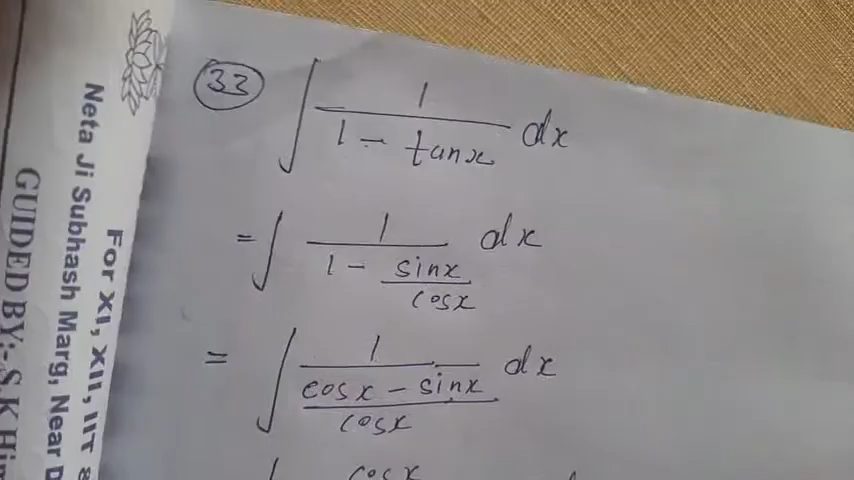 Neta Ji Subhash Marg, Near
For XI, XII, IIT &
GUIDED BY:- S.K
33 ∫ 1/(1 - tanx) dx
= ∫ 1/(1 - sinx/cosx) dx
= ∫ 1/((cosx - sinx)/cosx) dx
∫ cosx